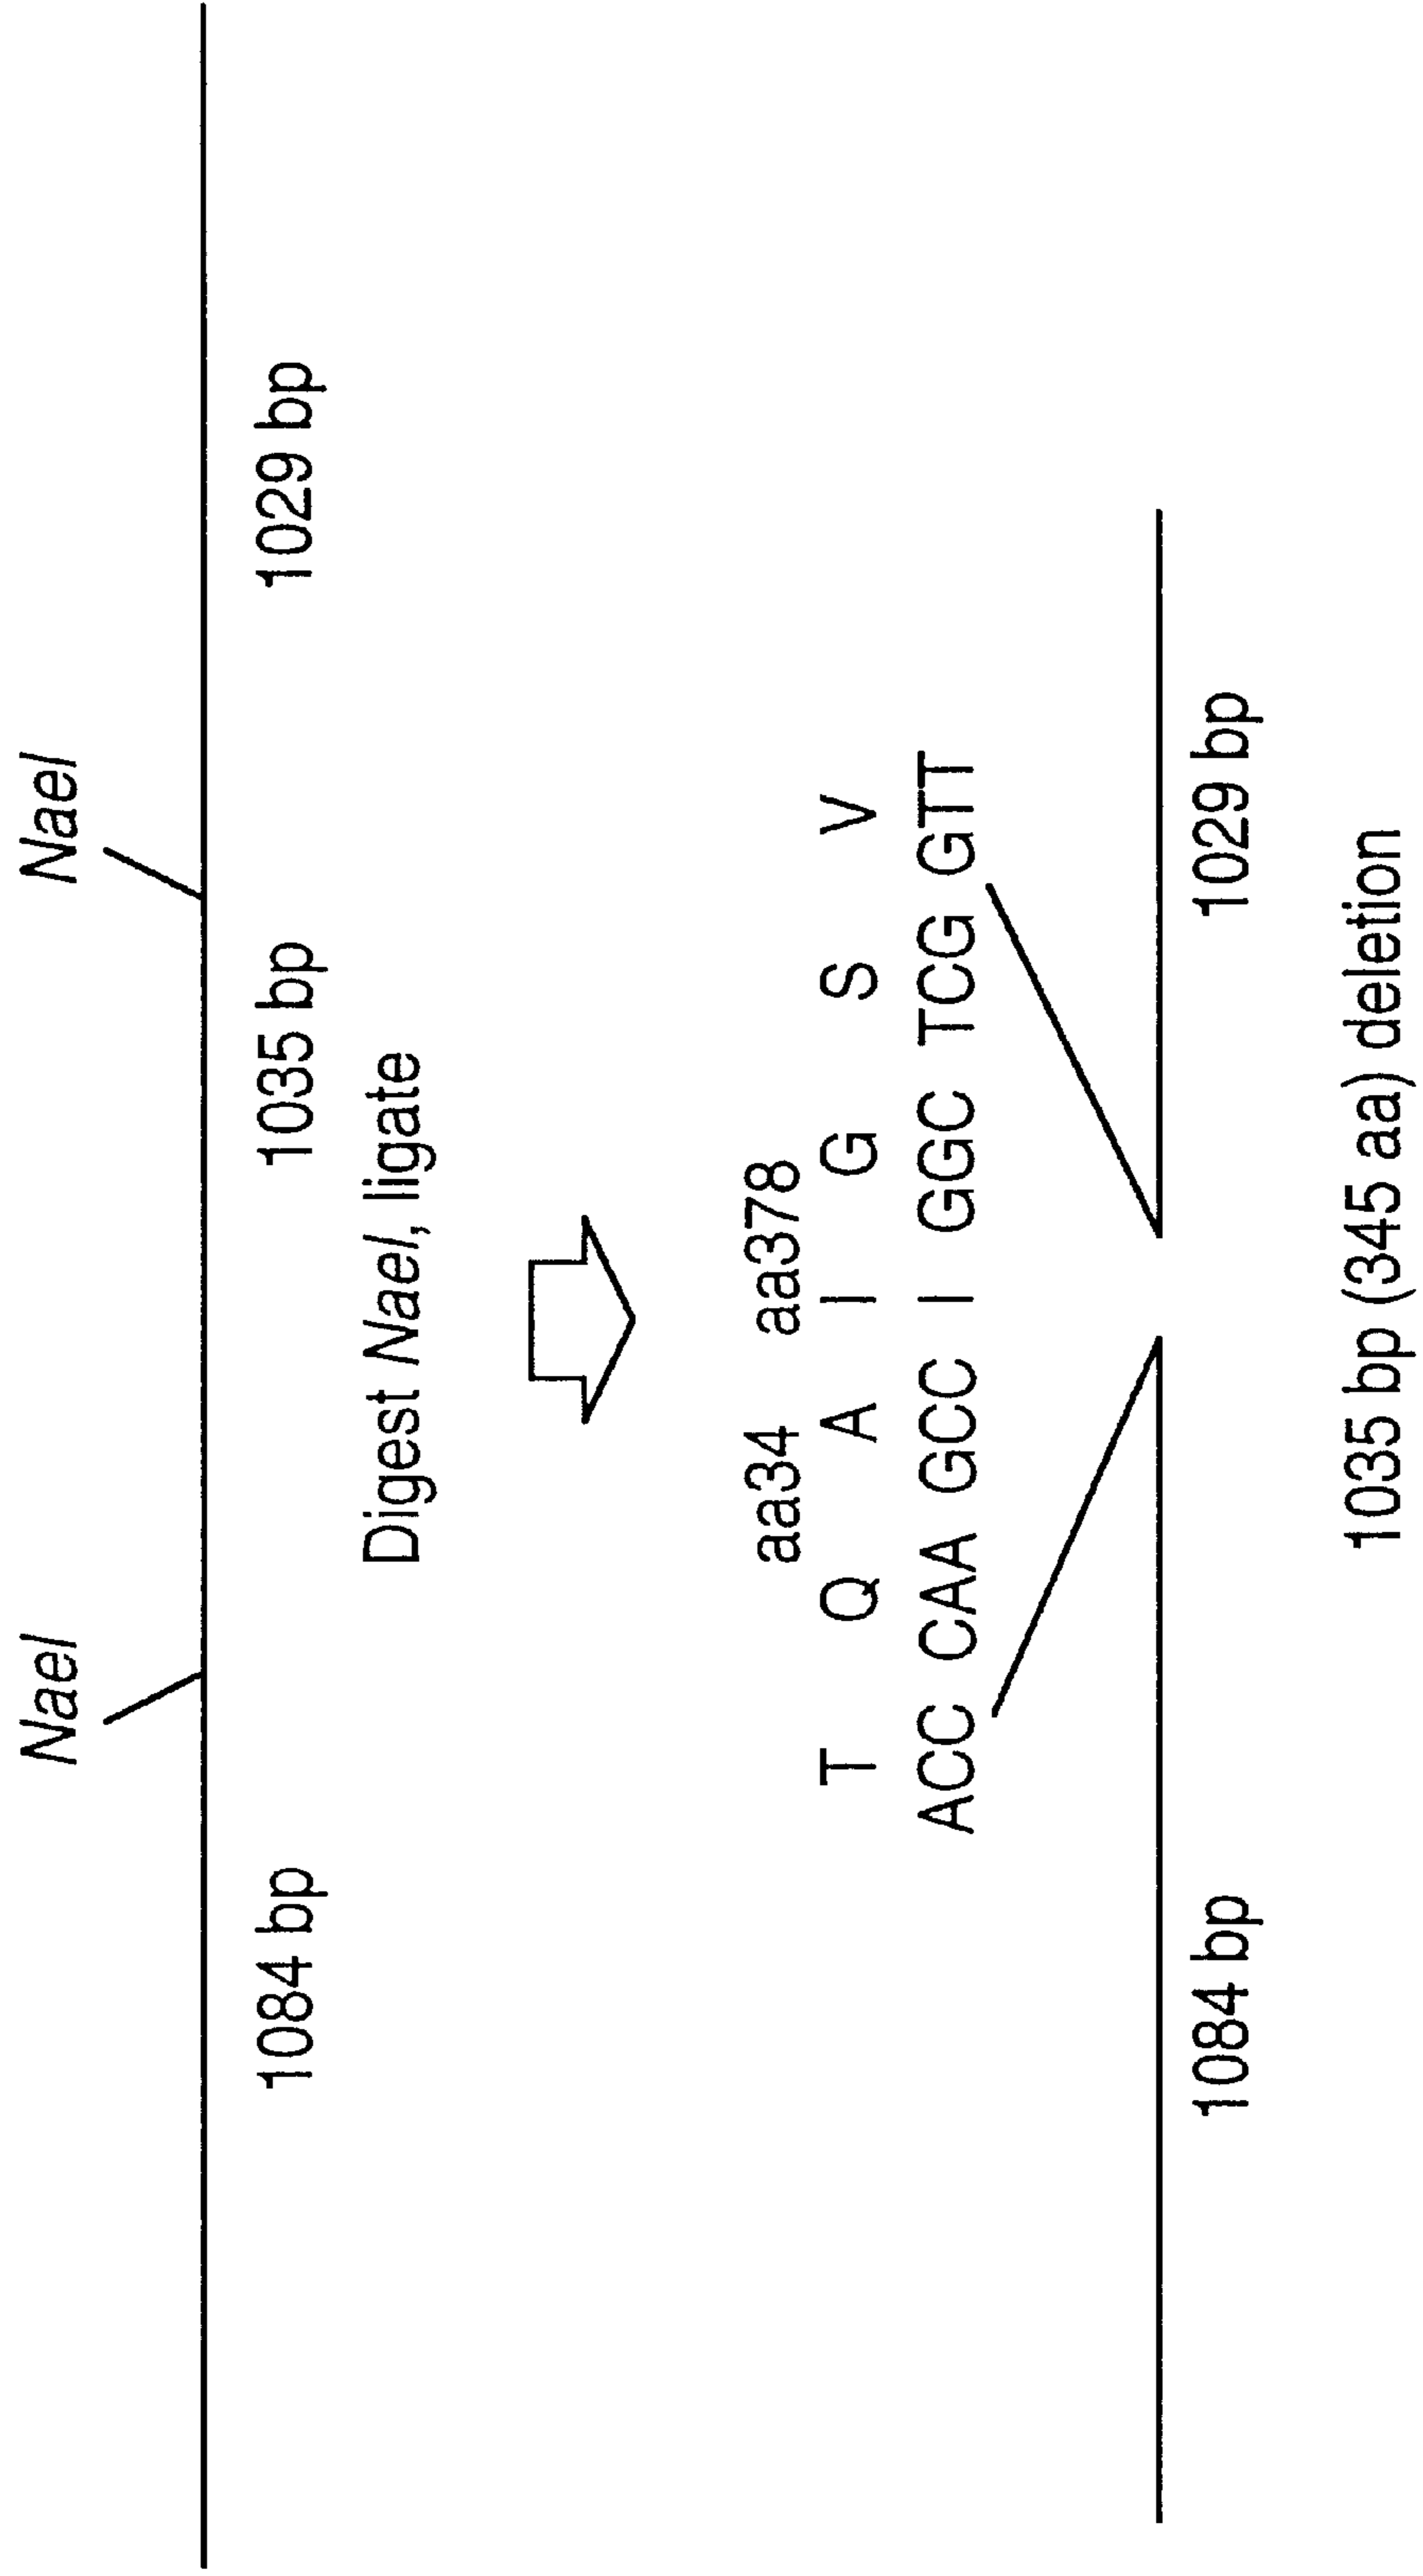 NaeI NaeI
1084 bp 1035 bp 1029 bp
Digest NaeI, ligate
aa34 aa378
T Q A | G S V
ACC CAA GCC | GGC TCG GTT
1084 bp 1029 bp
1035 bp (345 aa) deletion